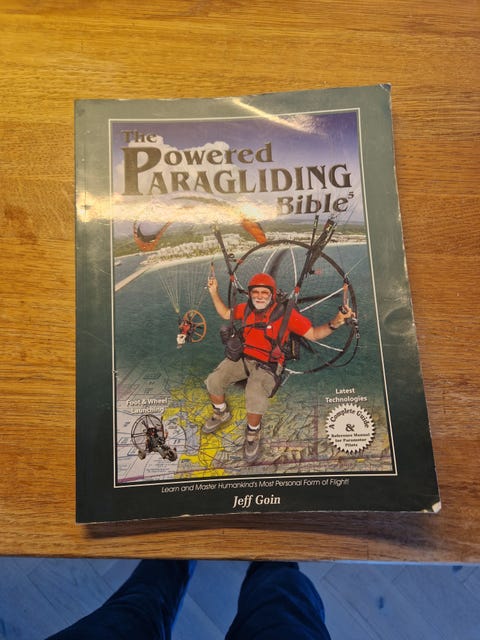 The
Powered
PARAGLIDING
Bible5
Foot & Wheel
Launching
Latest
Technologies
A Complete Guide
&
Reference Manual
for Paramotor
Pilots
Learn and Master Humankind's Most Personal Form of Flight!
Jeff Goin